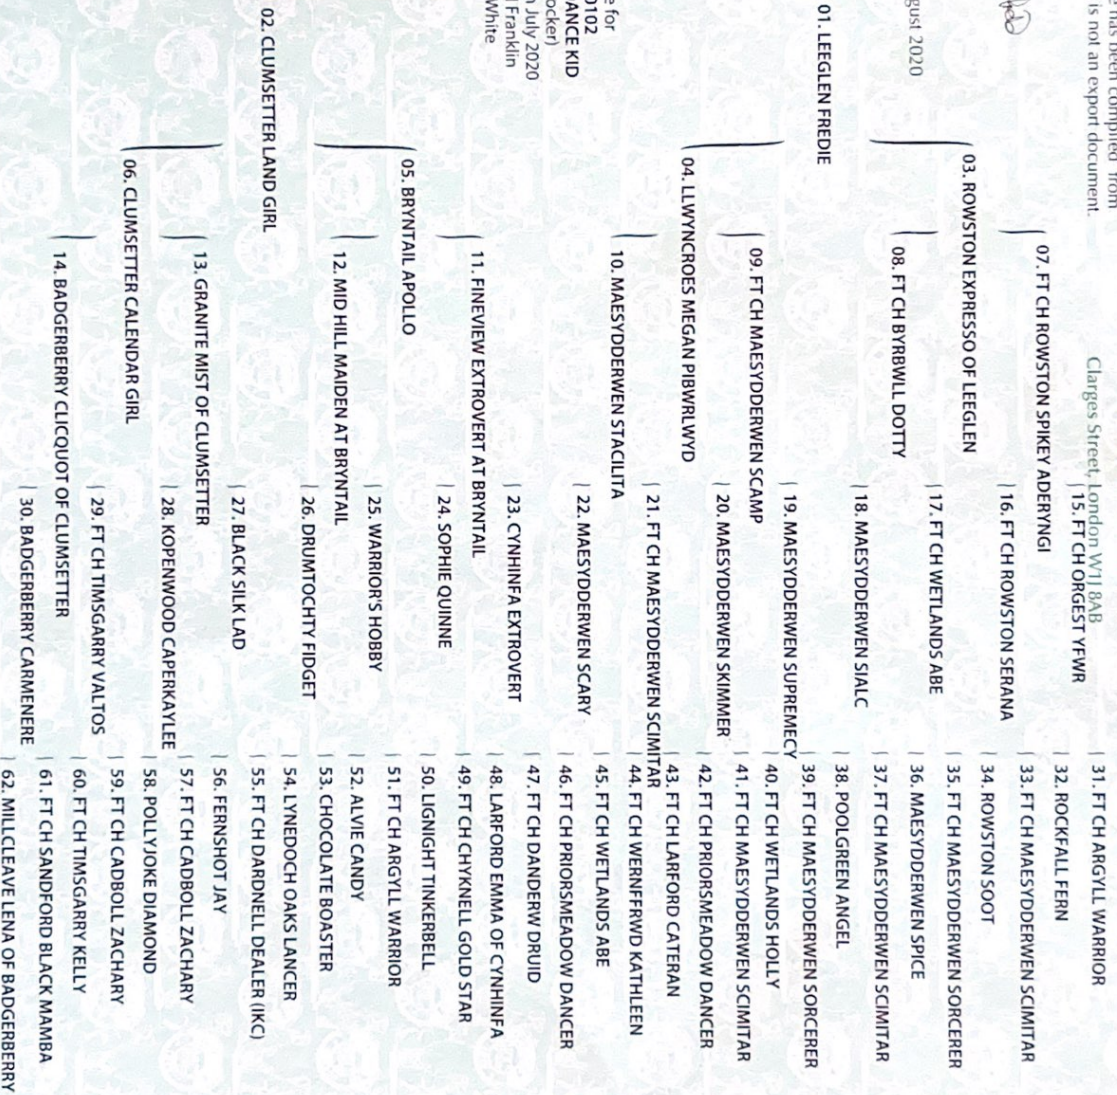 has been compiled from
is not an export document.
Clarges Street, London W1J 8AB
gust 2020
e for
0102
ANCE KID
ocker)
July 2020
Franklin
White
01. LEEGLEN FREDIE
02. CLUMSETTER LAND GIRL
03. ROWSTON EXPRESSO OF LEEGLEN
04. LLWYNCROES MEGAN PIBWRLWYD
05. BRYNTAIL APOLLO
06. CLUMSETTER CALENDAR GIRL
07. FT CH ROWSTON SPIKEY ADERYNGI
08. FT CH BYRBWLL DOTTY
09. FT CH MAESYDDERWEN SCAMP
10. MAESYDDERWEN STACILITA
11. FINEVIEW EXTROVERT AT BRYNTAIL
12. MID HILL MAIDEN AT BRYNTAIL
13. GRANITE MIST OF CLUMSETTER
14. BADGERBERRY CLICQUOT OF CLUMSETTER
15. FT CH ORGEST YFWR
16. FT CH ROWSTON SERANA
17. FT CH WETLANDS ABE
18. MAESYDDERWEN SIALC
19. MAESYDDERWEN SUPREMECY
20. MAESYDDERWEN SKIMMER
21. FT CH MAESYDDERWEN SCIMITAR
22. MAESYDDERWEN SCARY
23. CYNHINFA EXTROVERT
24. SOPHIE QUINNE
25. WARRIOR'S HOBBY
26. DRUMTOCHTY FIDGET
27. BLACK SILK LAD
28. KOPENWOOD CAPERKAYLEE
29. FT CH TIMSGARRY VALTOS
30. BADGERBERRY CARMENERE
31. FT CH ARGYLL WARRIOR
32. ROCKFALL FERN
33. FT CH MAESYDDERWEN SCIMITAR
34. ROWSTON SOOT
35. FT CH MAESYDDERWEN SORCERER
36. MAESYDDERWEN SPICE
37. FT CH MAESYDDERWEN SCIMITAR
38. POOLGREEN ANGEL
39. FT CH MAESYDDERWEN SORCERER
40. FT CH WETLANDS HOLLY
41. FT CH MAESYDDERWEN SCIMITAR
42. FT CH PRIORSMEADOW DANCER
43. FT CH LARFORD CATERAN
44. FT CH WERNFFRWD KATHLEEN
45. FT CH WETLANDS ABE
46. FT CH PRIORSMEADOW DANCER
47. FT CH DANDERW DRUID
48. LARFORD EMMA OF CYNHINFA
49. FT CH CHYKNELL GOLD STAR
50. LIGNIGHT TINKERBELL
51. FT CH ARGYLL WARRIOR
52. ALVIE CANDY
53. CHOCOLATE BOASTER
54. LYNEDOCH OAKS LANCER
55. FT CH DARDNELL DEALER (IKC)
56. FERNSHOT JAY
57. FT CH CADBOLL ZACHARY
58. POLLYJOKE DIAMOND
59. FT CH CADBOLL ZACHARY
60. FT CH TIMSGARRY KELLY
61. FT CH SANDFORD BLACK MAMBA
62. MILLCLEAVE LENA OF BADGERBERRY